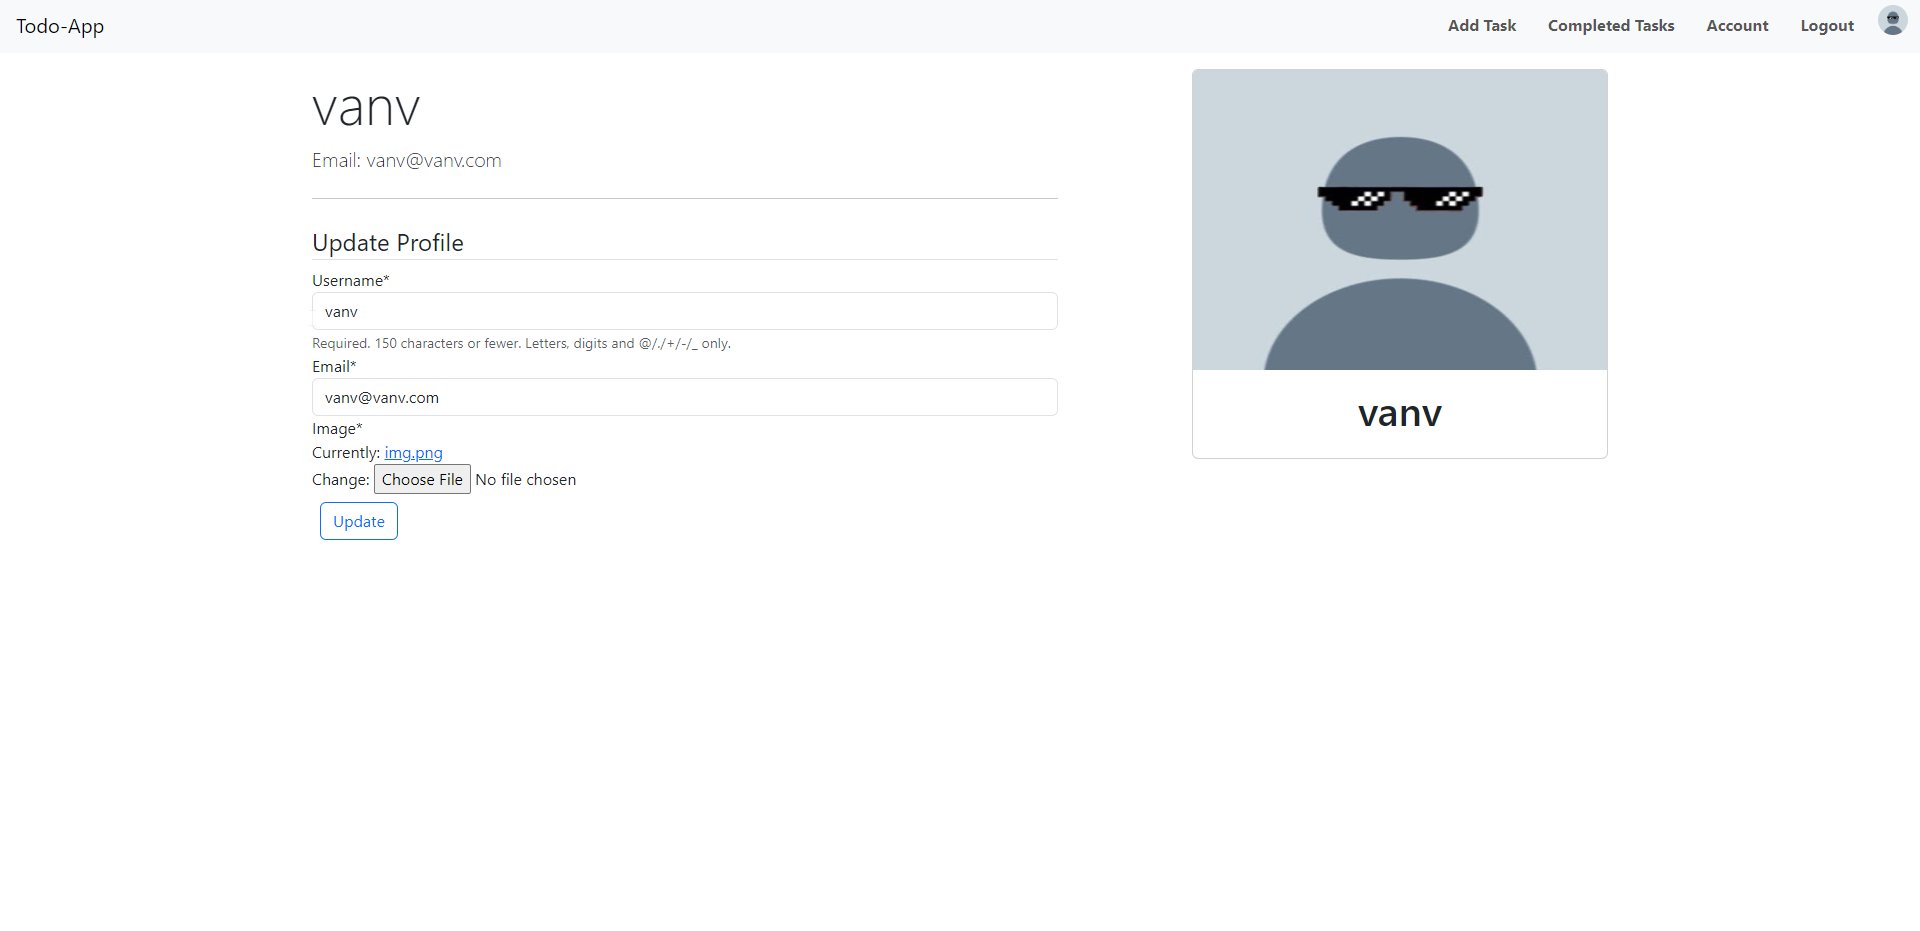 Todo-App
Add Task
Completed Tasks
Account
Logout
vanv
Email: vanv@vanv.com
Update Profile
Username*
vanv
Required. 150 characters or fewer. Letters, digits and @/./+/-/_ only.
Email*
vanv@vanv.com
Image*
Currently: img.png
Change: Choose File No file chosen
Update
vanv